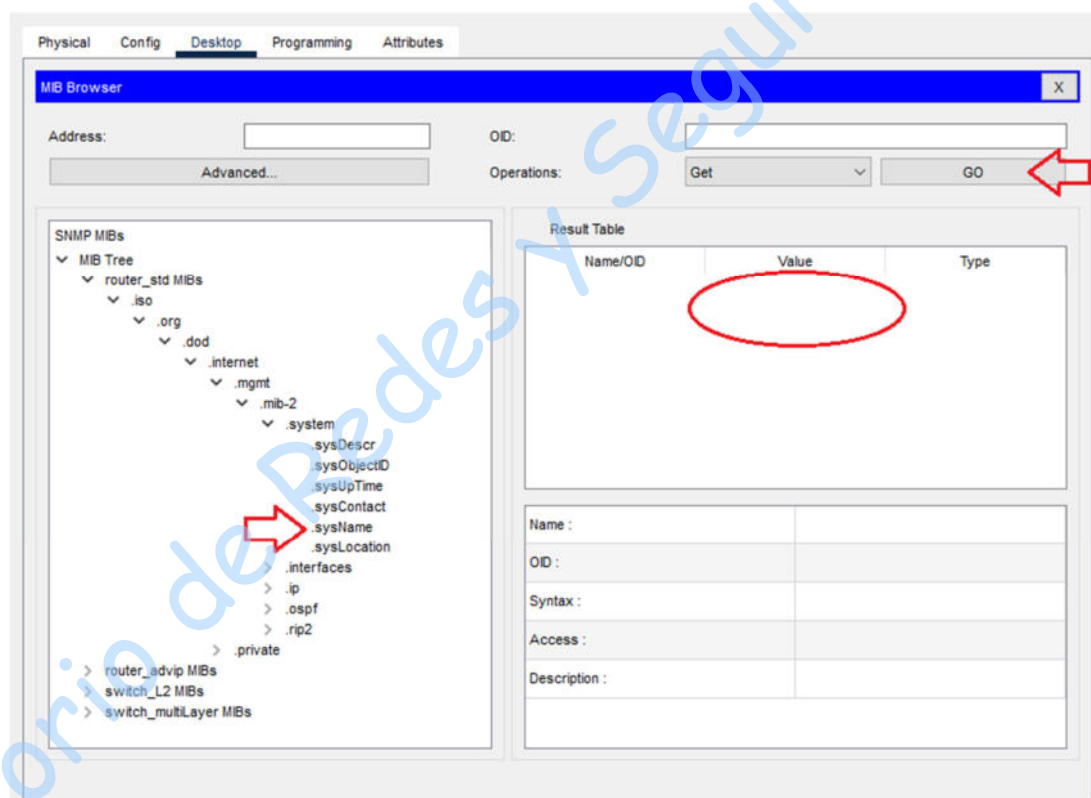 Physical Config Desktop Programming Attributes
MIB Browser X
Address: OID:
Advanced... Operations: Get GO
SNMP MIBs
MIB Tree
router_std MIBs
.iso
.org
.dod
.internet
.mgmt
.mib-2
.system
.sysDescr
.sysObjectID
.sysUpTime
.sysContact
.sysName
.sysLocation
.interfaces
.ip
.ospf
.rip2
.private
router_advip MIBs
switch_L2 MIBs
switch_multiLayer MIBs
Result Table
Name/OID Value Type
Name :
OID :
Syntax :
Access :
Description :
de Redes y